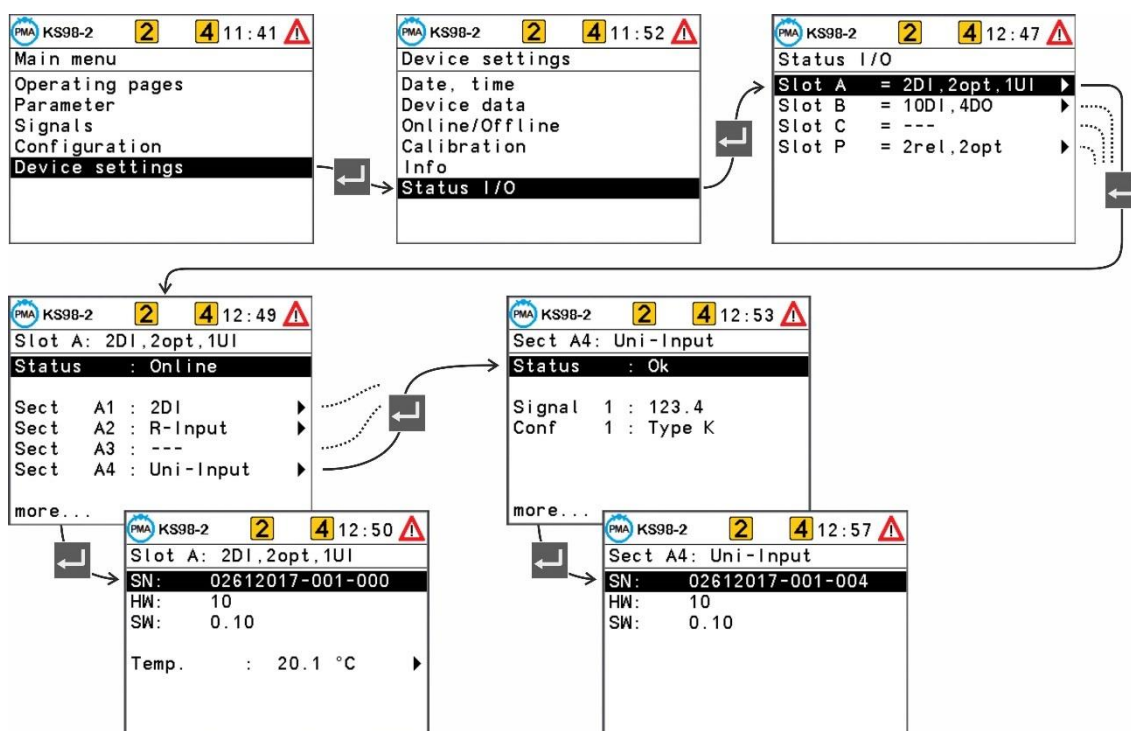 PMA KS98-2 2 4 11:41
Main menu
Operating pages
Parameter
Signals
Configuration
Device settings
PMA KS98-2 2 4 11:52
Device settings
Date, time
Device data
Online/Offline
Calibration
Info
Status I/O
PMA KS98-2 2 4 12:47
Status I/O
Slot A = 2DI,2opt,1UI
Slot B = 10DI,4DO
Slot C = ---
Slot P = 2rel,2opt
PMA KS98-2 2 4 12:49
Slot A: 2DI,2opt,1UI
Status : Online
Sect A1 : 2DI
Sect A2 : R-Input
Sect A3 : ---
Sect A4 : Uni-Input
more...
PMA KS98-2 2 4 12:50
Slot A: 2DI,2opt,1UI
SN: 02612017-001-000
HW: 10
SW: 0.10
Temp. : 20.1 °C
PMA KS98-2 2 4 12:53
Sect A4: Uni-Input
Status : Ok
Signal 1 : 123.4
Conf 1 : Type K
more...
PMA KS98-2 2 4 12:57
Sect A4: Uni-Input
SN: 02612017-001-004
HW: 10
SW: 0.10